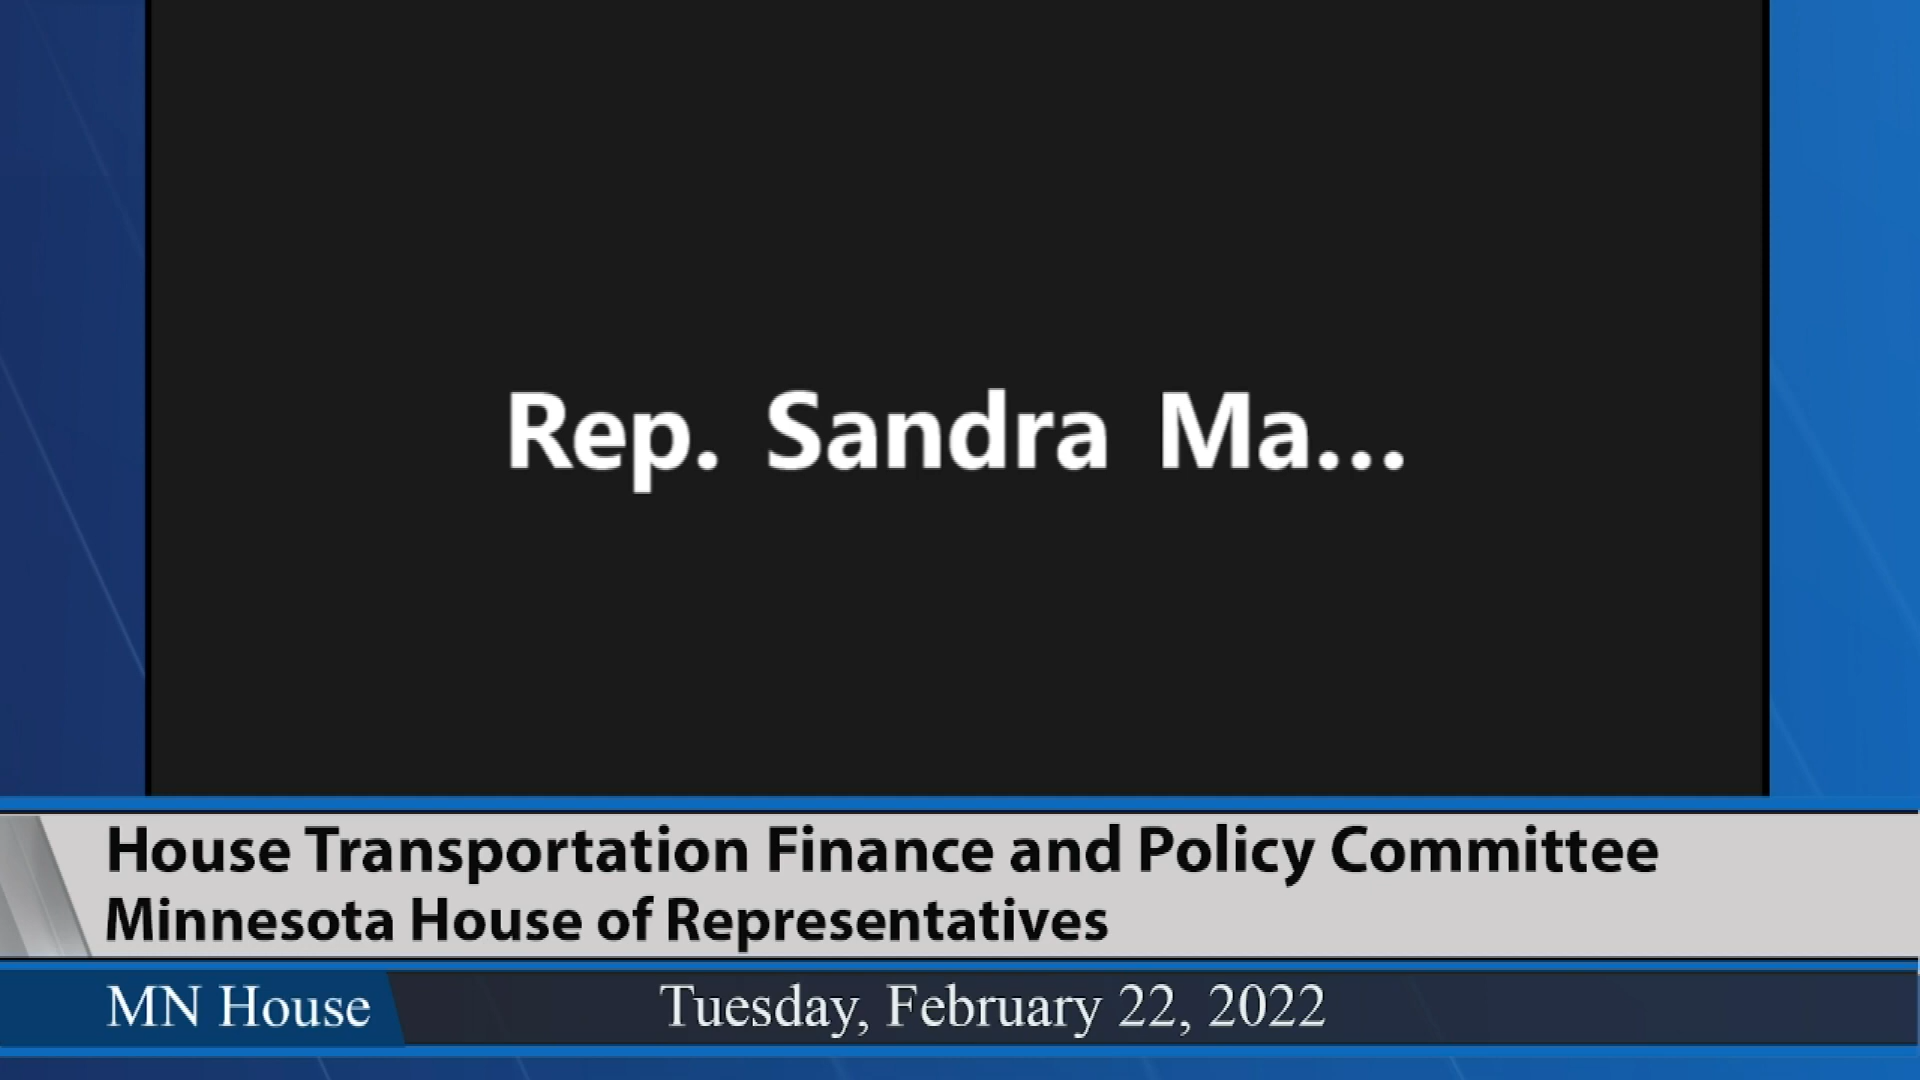 Rep. Sandra Ma...
House Transportation Finance and Policy Committee
Minnesota House of Representatives
MN House
Tuesday, February 22, 2022